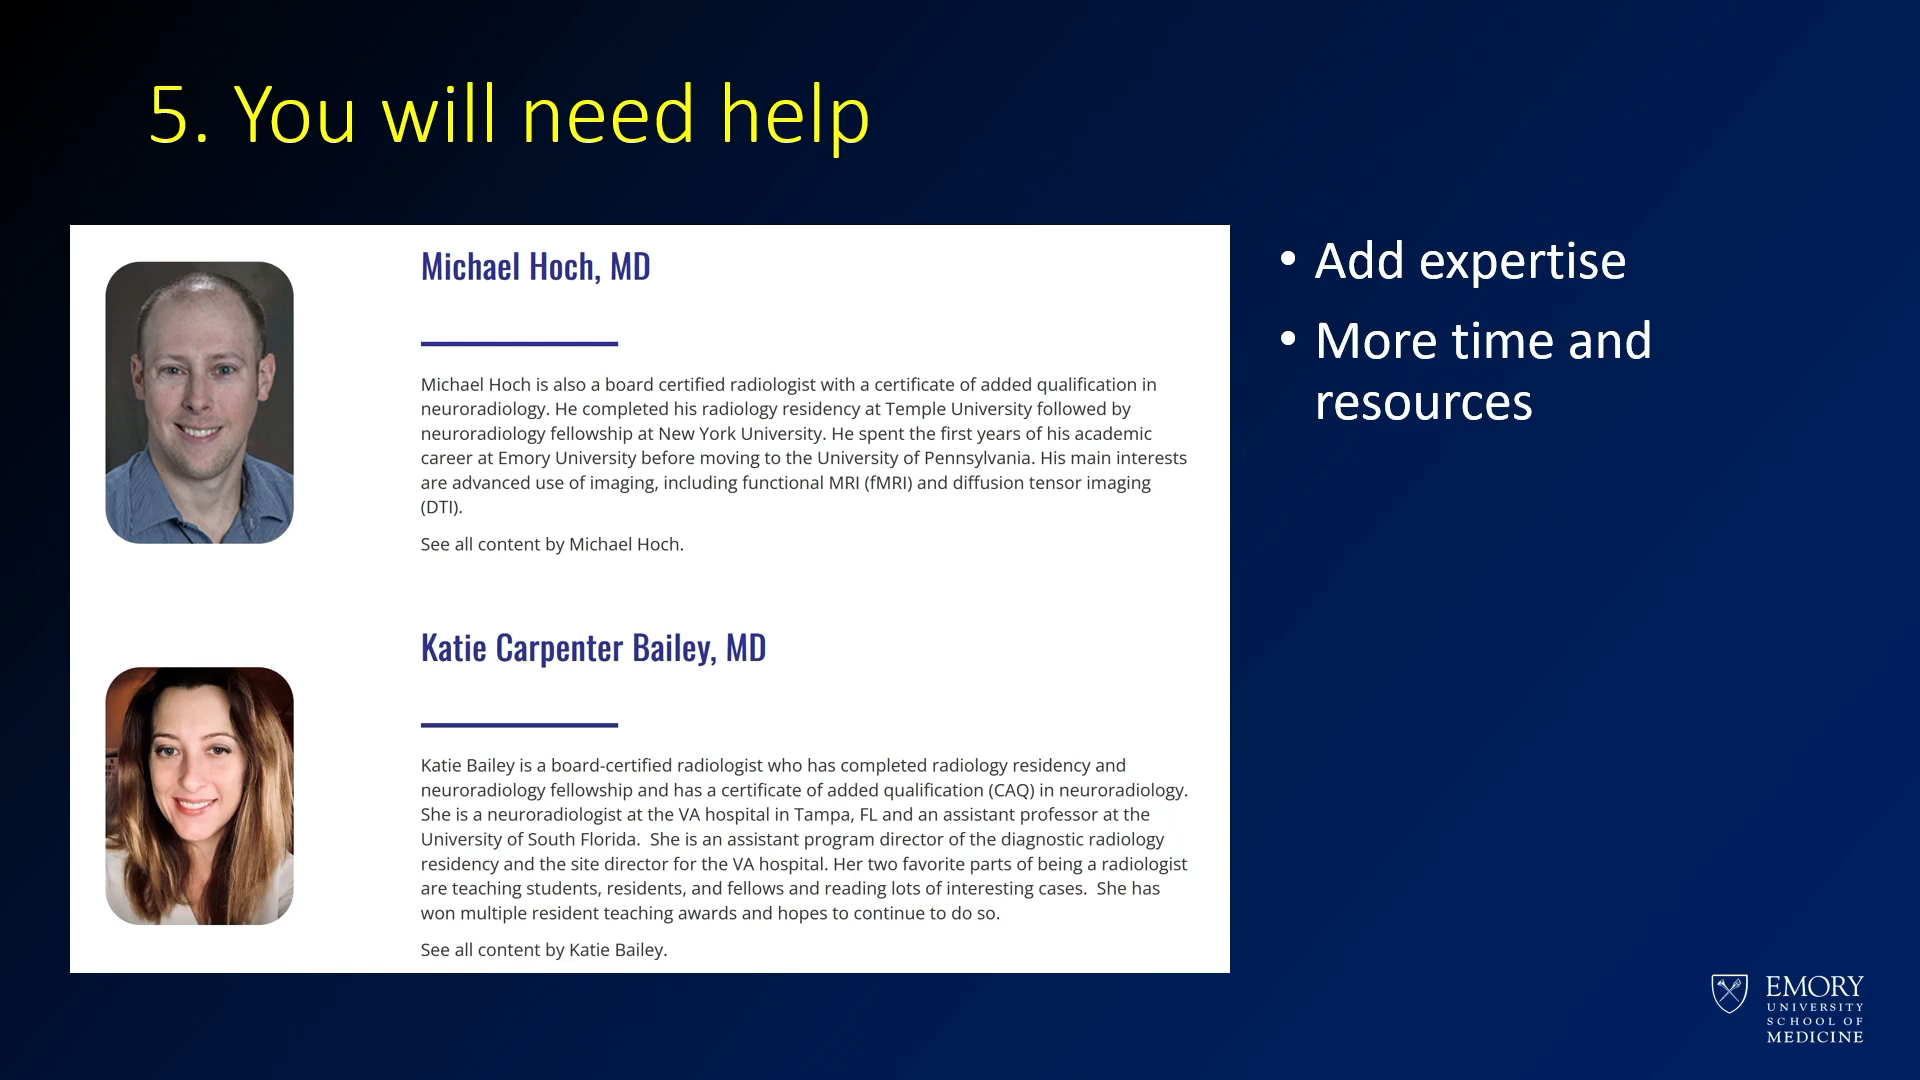 5. You will need help
Michael Hoch, MD
Michael Hoch is also a board certified radiologist with a certificate of added qualification in
neuroradiology. He completed his radiology residency at Temple University followed by
neuroradiology fellowship at New York University. He spent the first years of his academic
career at Emory University before moving to the University of Pennsylvania. His main interests
are advanced use of imaging, including functional MRI (fMRI) and diffusion tensor imaging
(DTI).
See all content by Michael Hoch.
Katie Carpenter Bailey, MD
Katie Bailey is a board-certified radiologist who has completed radiology residency and
neuroradiology fellowship and has a certificate of added qualification (CAQ) in neuroradiology.
She is a neuroradiologist at the VA hospital in Tampa, FL and an assistant professor at the
University of South Florida.  She is an assistant program director of the diagnostic radiology
residency and the site director for the VA hospital. Her two favorite parts of being a radiologist
are teaching students, residents, and fellows and reading lots of interesting cases.  She has
won multiple resident teaching awards and hopes to continue to do so.
See all content by Katie Bailey.
• Add expertise
• More time and
resources
EMORY
UNIVERSITY
SCHOOL OF
MEDICINE